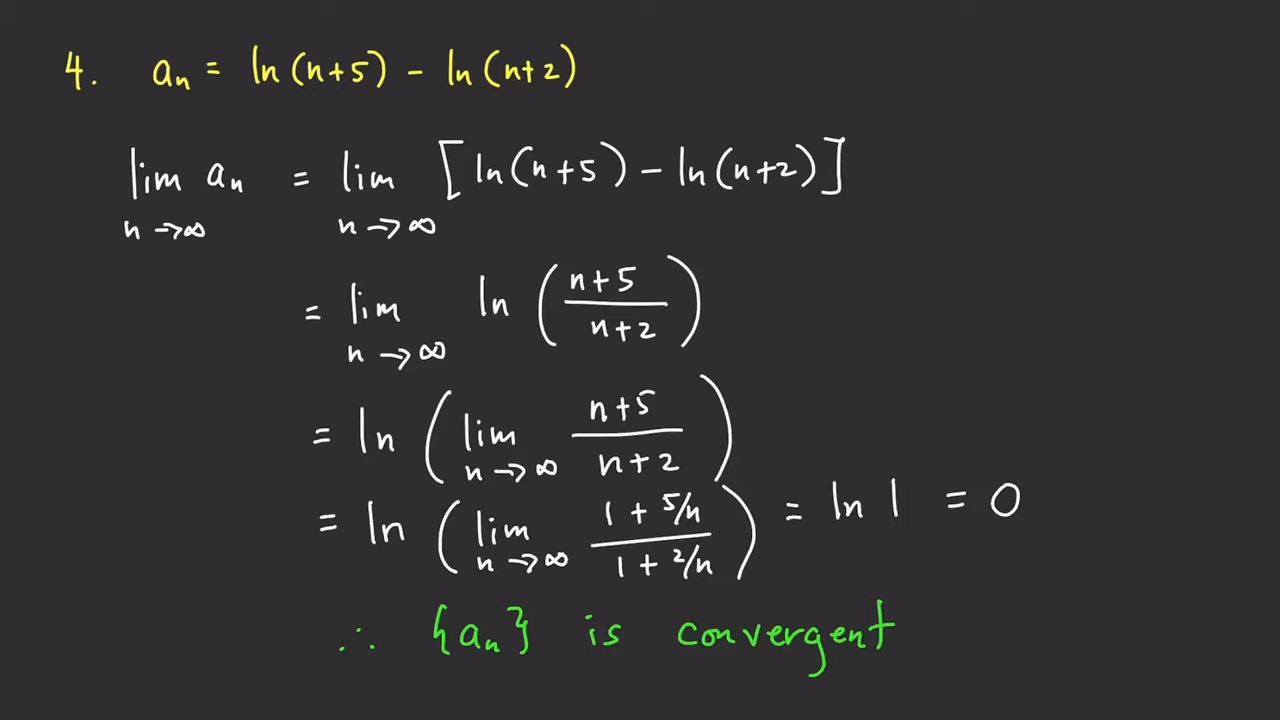 4. aₙ = ln(n+5) - ln(n+2)
lim n→∞ aₙ = lim n→∞ [ln(n+5) - ln(n+2)]
= lim n→∞ ln((n+5)/(n+2))
= ln(lim n→∞ (n+5)/(n+2))
= ln(lim n→∞ (1 + 5/n)/(1 + 2/n)) = ln 1 = 0
∴ {aₙ} is convergent